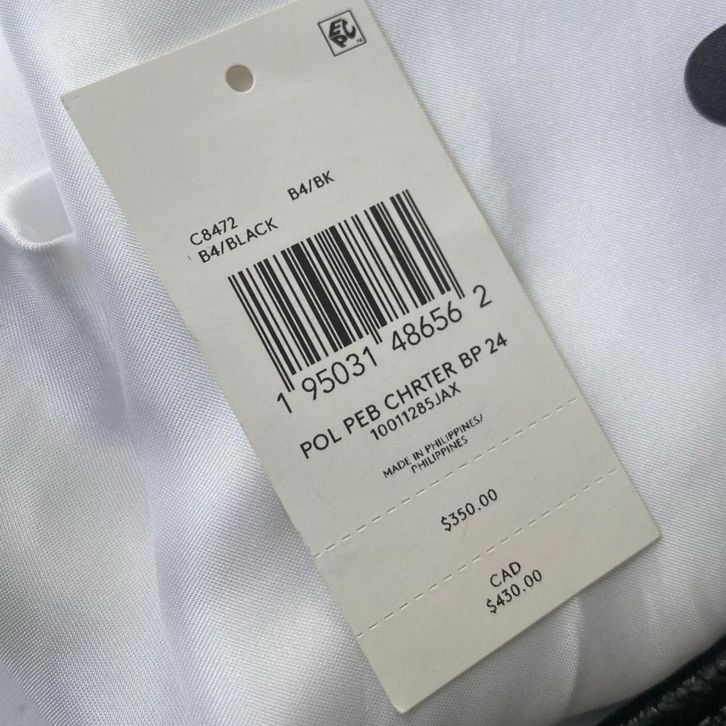 EPC
C8472
B4/BK
B4/BLACK
1 95031 48656 2
POL PEB CHRTER BP 24
10011285JAX
MADE IN PHILIPPINES/
PHILIPPINES
$350.00
CAD
$430.00